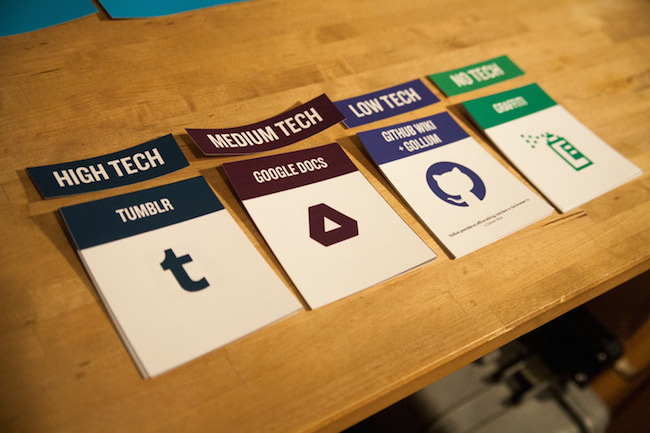 HIGH TECH
TUMBLR
MEDIUM TECH
GOOGLE DOCS
LOW TECH
GITHUB WIKI
+ GOLLUM
NO TECH
GRAFFITI